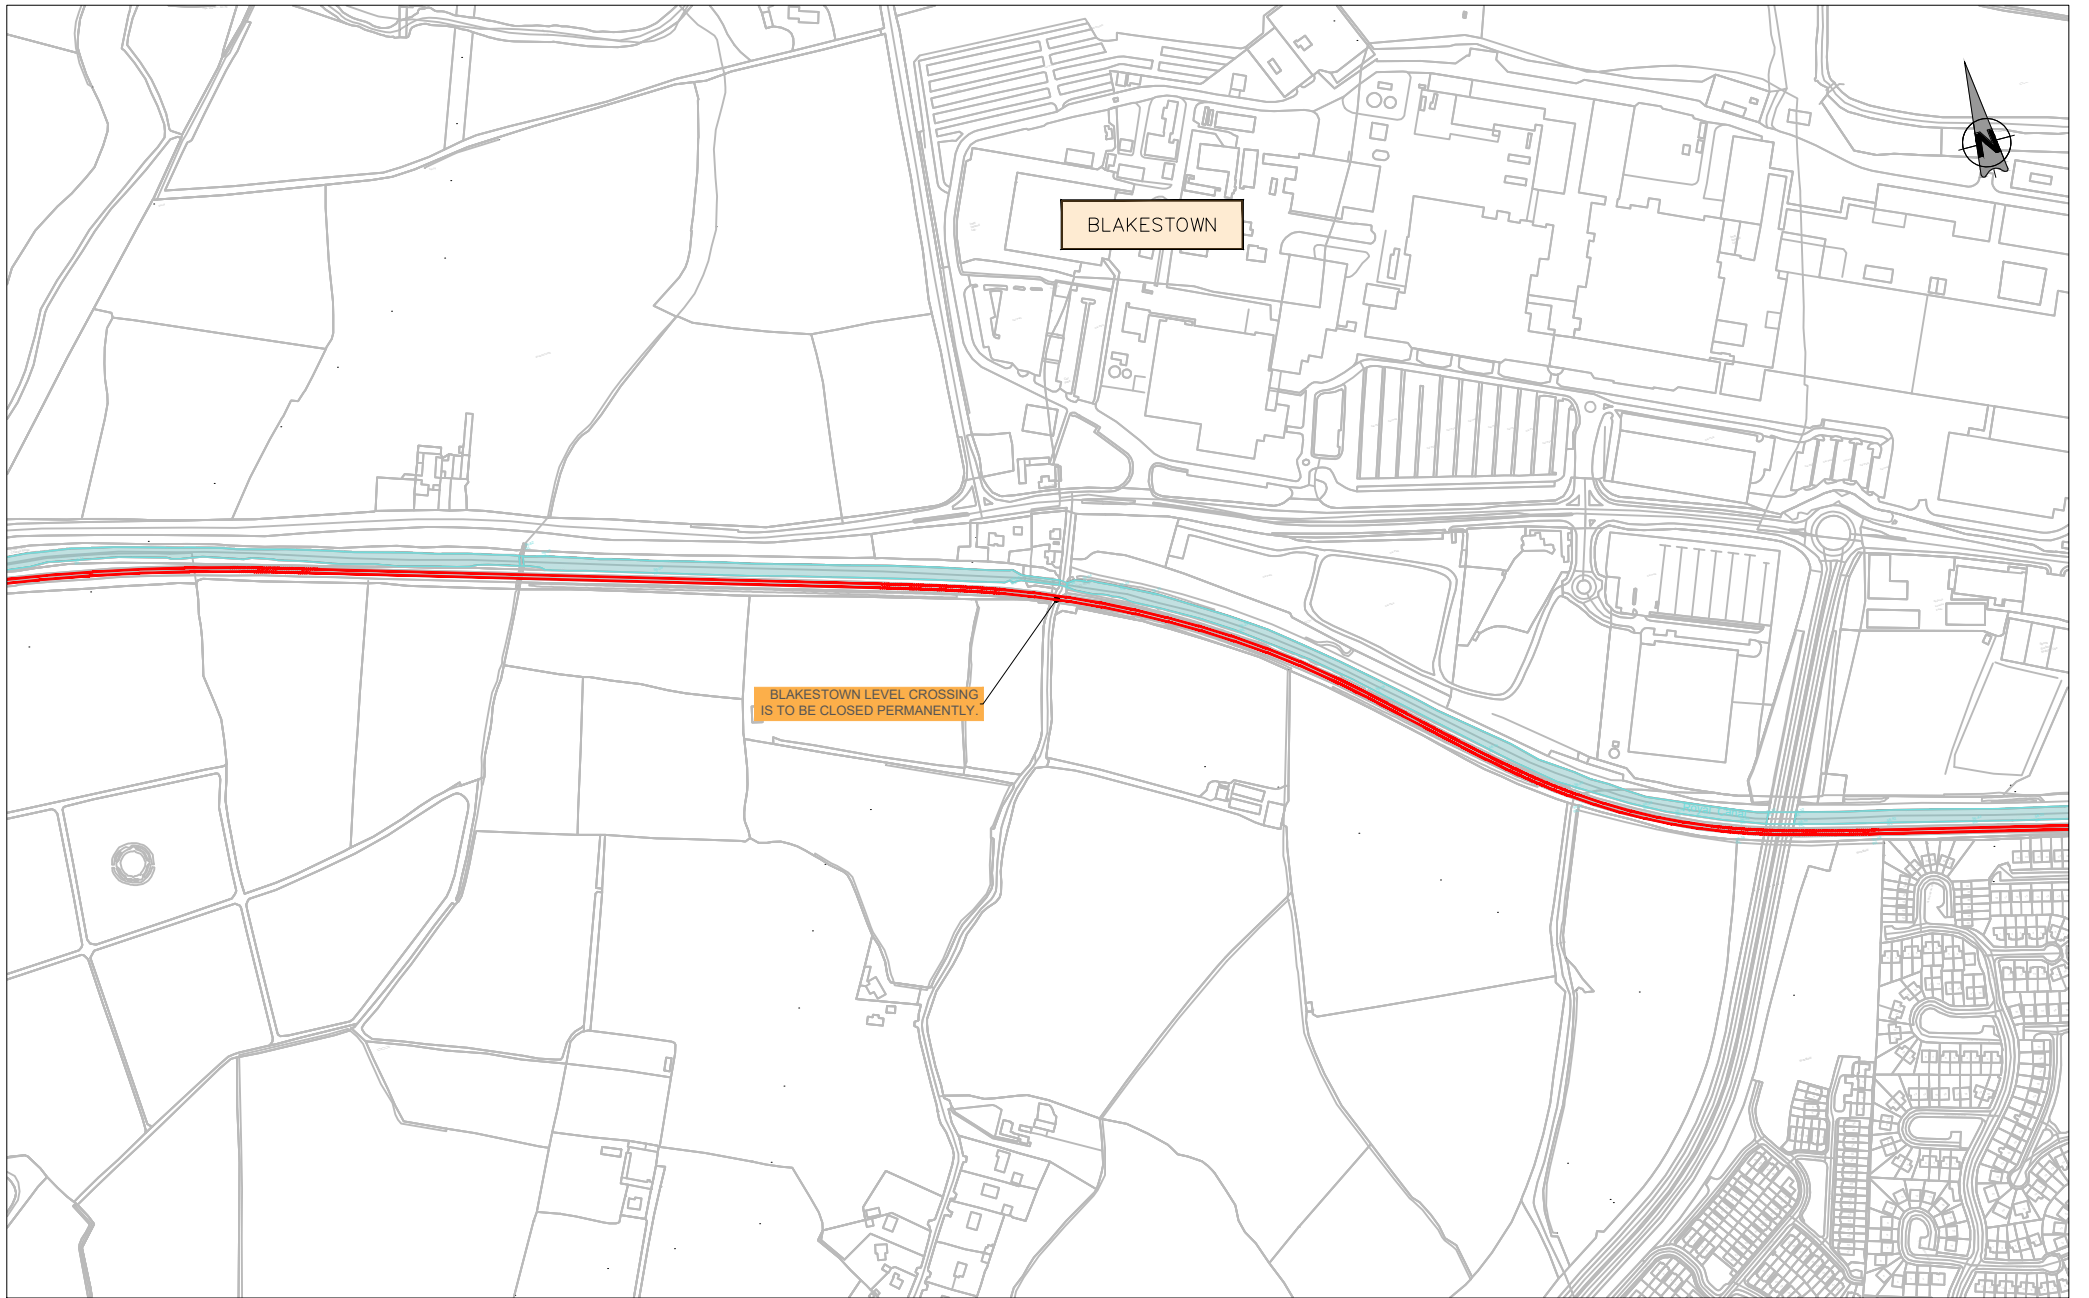 N
BLAKESTOWN
BLAKESTOWN LEVEL CROSSING
IS TO BE CLOSED PERMANENTLY.